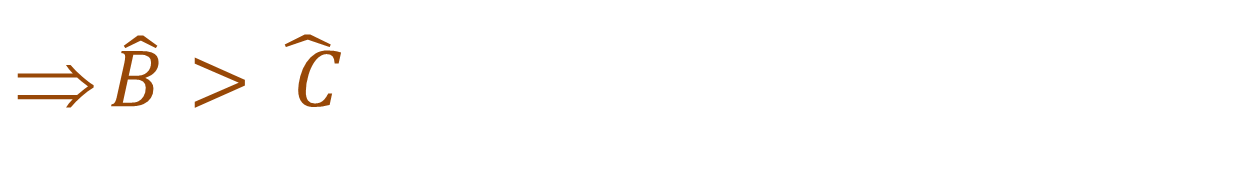 ⇒ B̂ > Ĉ